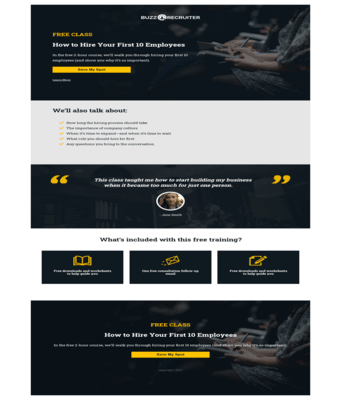 BUZZ RECRUITER
FREE CLASS
How to Hire Your First 10 Employees
In the free 2-hour course, we'll walk you through hiring your first 10
employees (and show you why it's so important).
Save My Spot
We'll also talk about:
How long the hiring process should take
The importance of company culture
When it's time to expand—and when it's time to wait
What role you should hire for first
Any questions you bring to the conversation
This class taught me how to start building my business
when it became too much for just one person.
What's included with this free training?
Free downloads and worksheets
to help guide you
One free consultation follow-up
email
Free downloads and worksheets
to help guide you
FREE CLASS
How to Hire Your First 10 Employees
In the free 2-hour course, we'll walk you through hiring your first 10 employees (and show you why it's so important).
Save My Spot